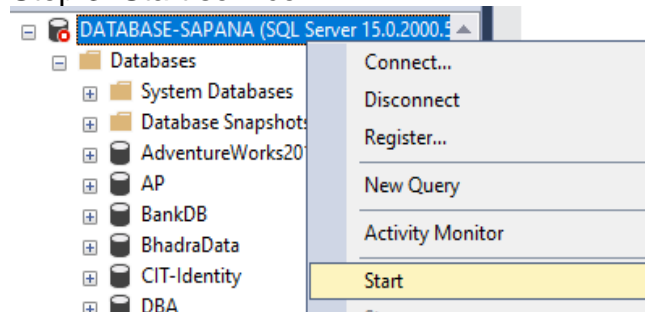 DATABASE-SAPANA (SQL Server 15.0.2000.5
Databases
System Databases
Database Snapshots
AdventureWorks20
AP
BankDB
BhadraData
CIT-Identity
DBA
Connect...
Disconnect
Register...
New Query
Activity Monitor
Start